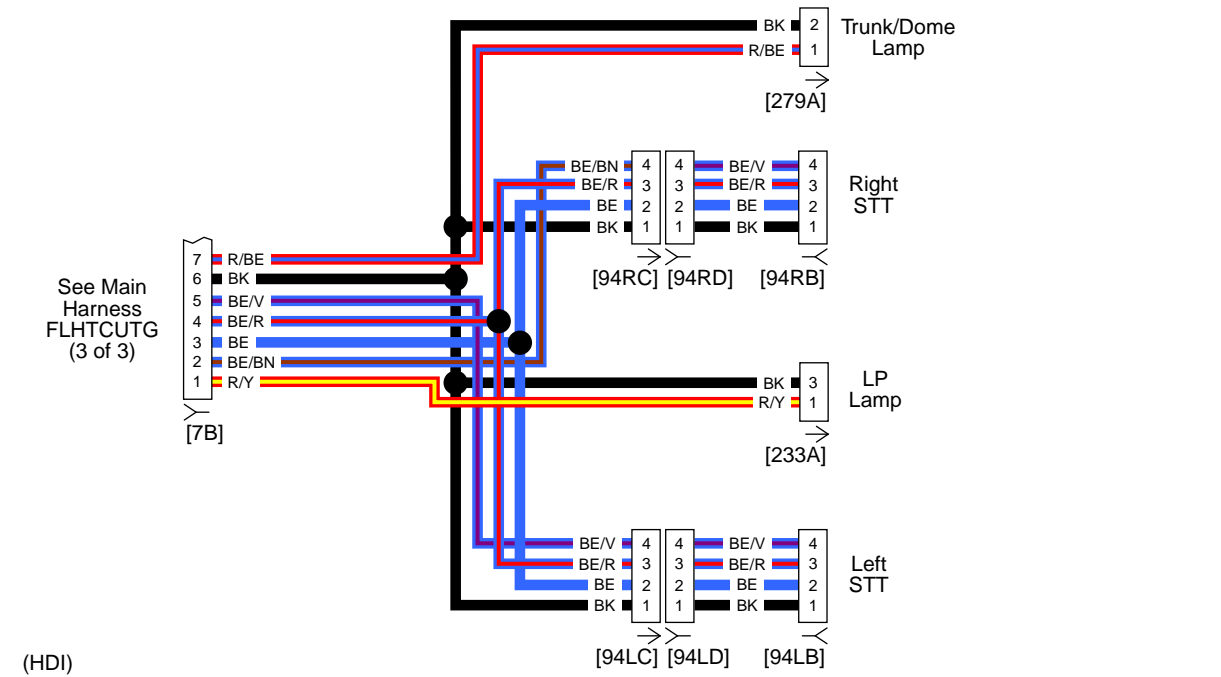 BK 2 Trunk/Dome
Lamp
R/BE 1
[279A]
BE/BN 4 4 BE/V 4
BE/R 3 3 BE/R 3
BE 2 2 BE 2
BK 1 1 BK 1
Right
STT
[94RC] [94RD] [94RB]
See Main
Harness
FLHTCUTG
(3 of 3)
7 R/BE
6 BK
5 BE/V
4 BE/R
3 BE
2 BE/BN
1 R/Y
[7B]
BK 3
R/Y 1
LP
Lamp
[233A]
BE/V 4 4 BE/V 4
BE/R 3 3 BE/R 3
BE 2 2 BE 2
BK 1 1 BK 1
Left
STT
[94LC] [94LD] [94LB]
(HDI)